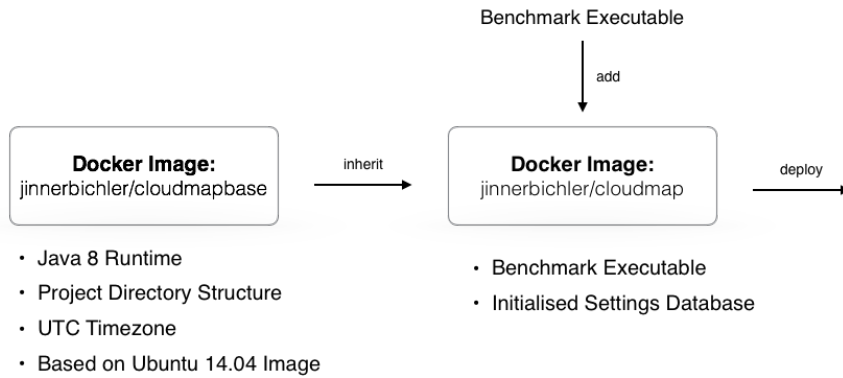 Benchmark Executable
add
Docker Image:
jinnerbichler/cloudmapbase
inherit
Docker Image:
jinnerbichler/cloudmap
deploy
• Java 8 Runtime
• Project Directory Structure
• UTC Timezone
• Based on Ubuntu 14.04 Image
• Benchmark Executable
• Initialised Settings Database